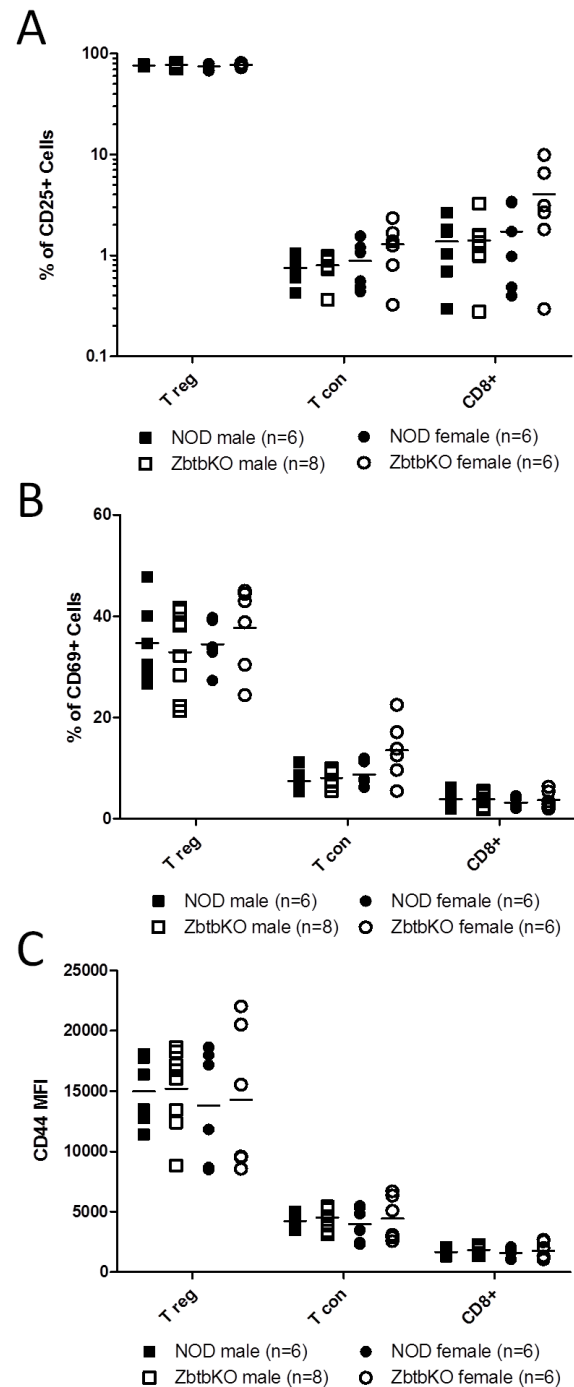 A
% of CD25+ Cells
100
10
1
0.1
T reg
T con
CD8+
NOD male (n=6)
NOD female (n=6)
ZbtbKO male (n=8)
ZbtbKO female (n=6)
B
% of CD69+ Cells
60
40
20
0
T reg
T con
CD8+
NOD male (n=6)
NOD female (n=6)
ZbtbKO male (n=8)
ZbtbKO female (n=6)
C
CD44 MFI
25000
20000
15000
10000
5000
0
T reg
T con
CD8+
NOD male (n=6)
NOD female (n=6)
ZbtbKO male (n=8)
ZbtbKO female (n=6)